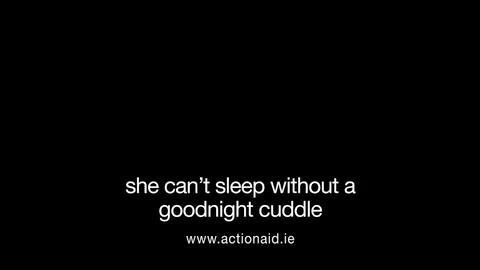 she can’t sleep without a
goodnight cuddle
www.actionaid.ie